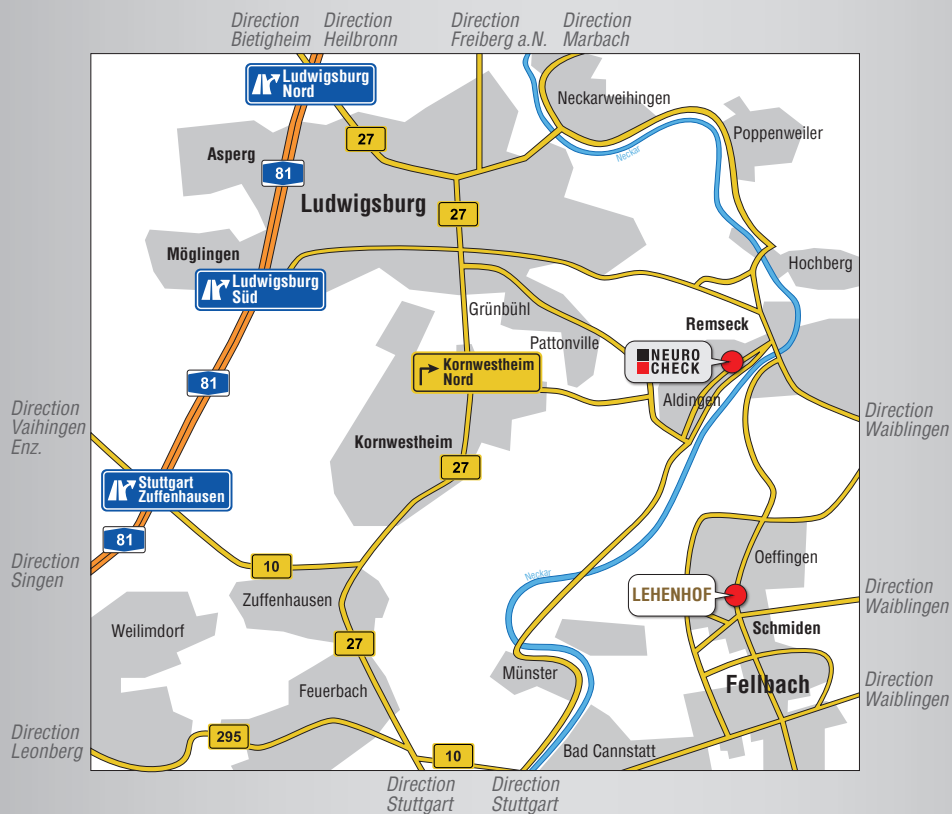 Direction
Bietigheim
Direction
Heilbronn
Direction
Freiberg a.N.
Direction
Marbach
Ludwigsburg
Nord
Neckarweihingen
Poppenweiler
27
Asperg
Neckar
81
Ludwigsburg
27
Möglingen
Hochberg
Ludwigsburg
Süd
Grünbühl
Remseck
Pattonville
NEURO
CHECK
Kornwestheim
Nord
81
Aldingen
Direction
Vaihingen
Enz.
Direction
Waiblingen
Kornwestheim
27
Stuttgart
Zuffenhausen
81
Direction
Singen
10
Oeffingen
Neckar
Zuffenhausen
LEHENHOF
Direction
Waiblingen
Weilimdorf
Schmiden
27
Münster
Feuerbach
Fellbach
Direction
Waiblingen
Direction
Leonberg
295
10
Bad Cannstatt
Direction
Stuttgart
Direction
Stuttgart